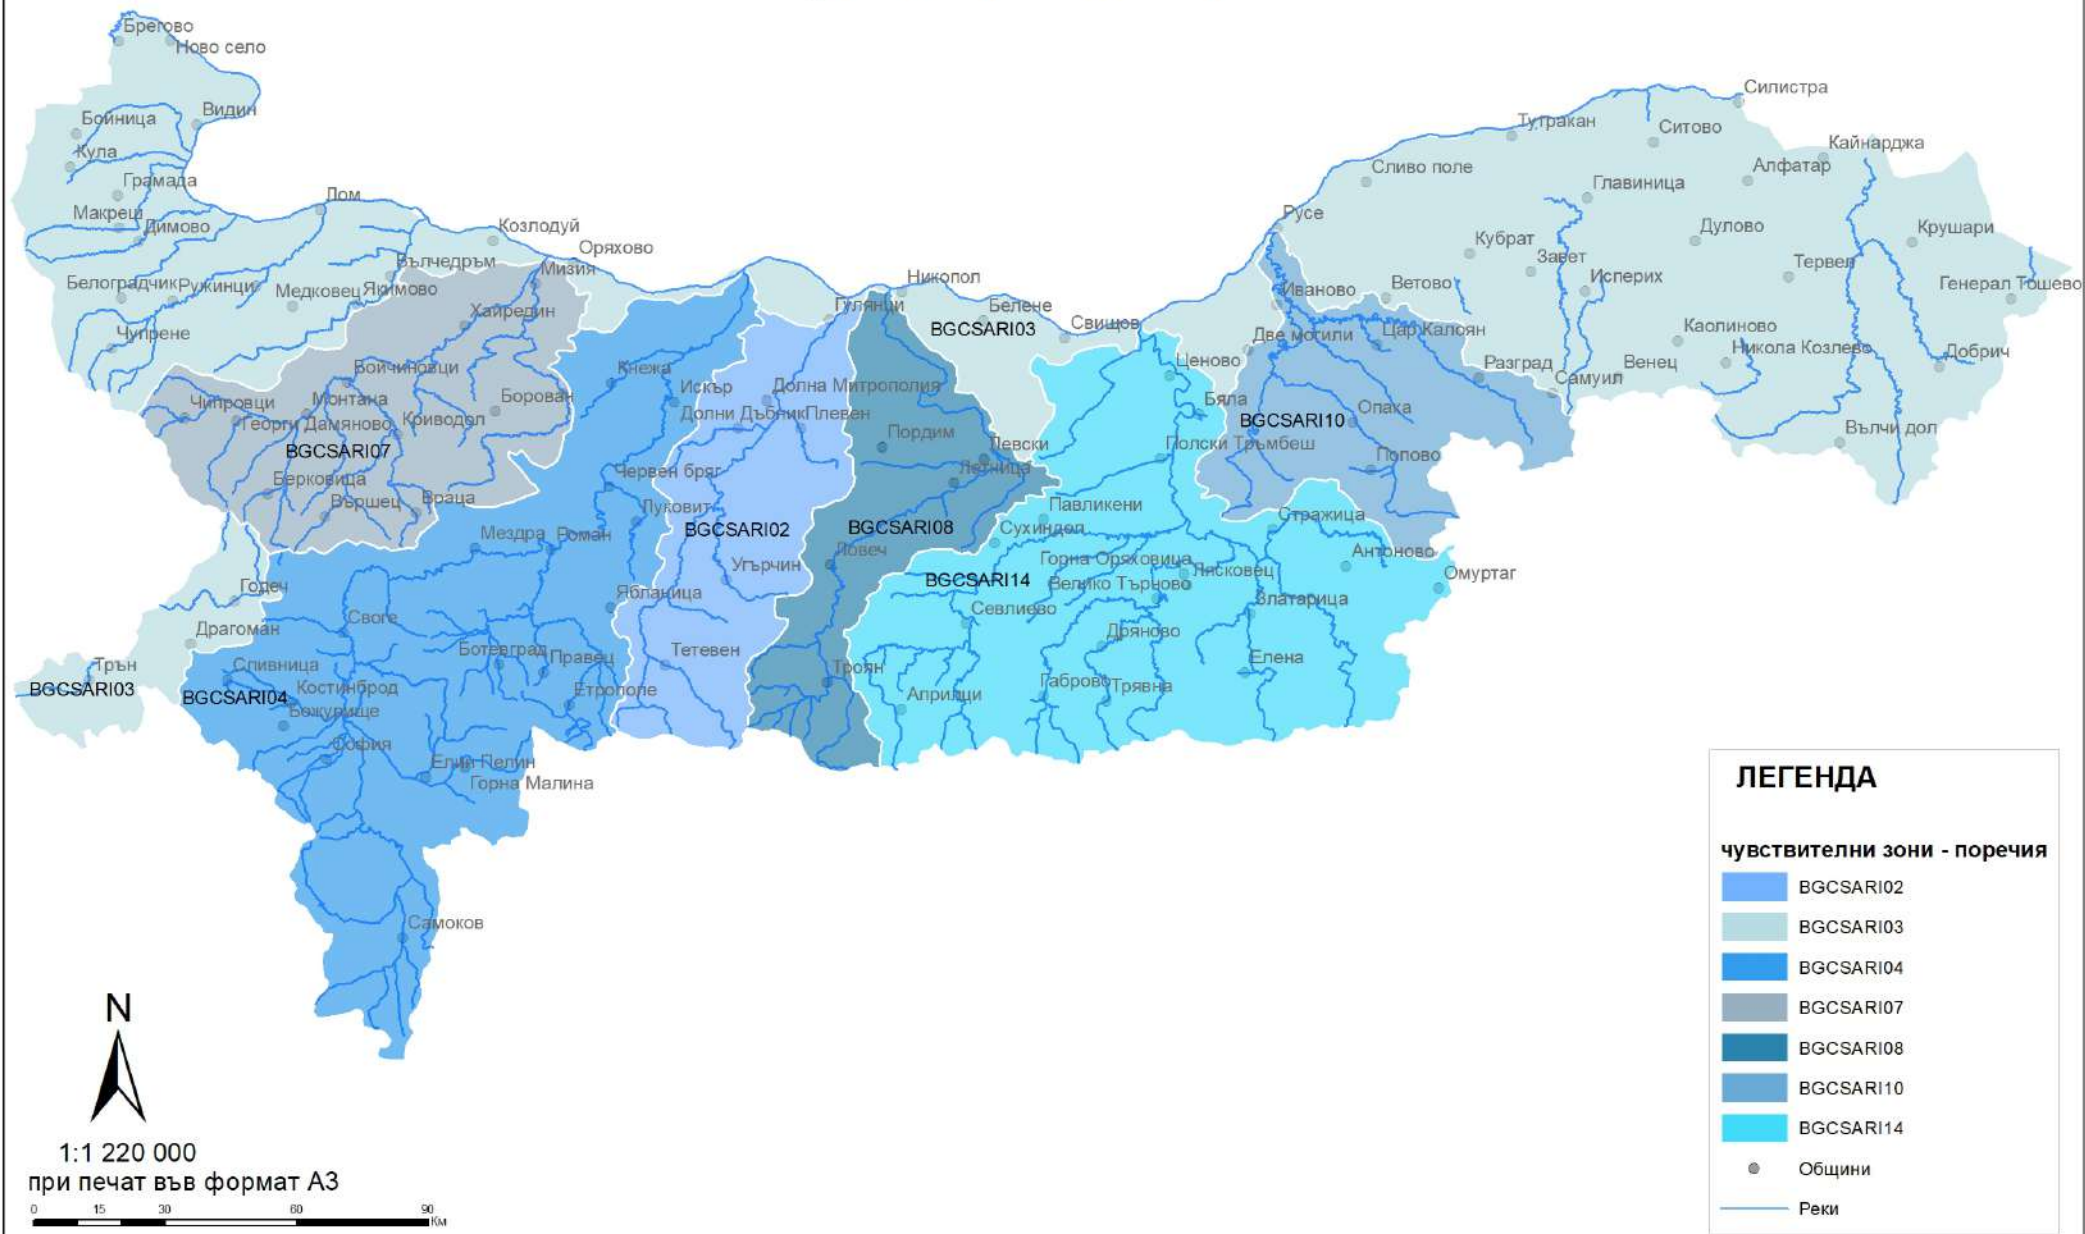 Брегово
Ново село
Видин
Бойница
Кула
Грамада
Макреш
Димово
Лом
Козлодуй
Оряхово
Мизия
Вълчедръм
Белоградчик
Ружинци
Медковец
Якимово
Хайредин
Чупрене
Никопол
Гулянци
Белене
BGCSARI03
Свищов
Русе
Сливо поле
Тутракан
Силистра
Ситово
Кайнарджа
Алфатар
Главиница
Дулово
Крушари
Кубрат
Завет
Исперих
Тервел
Генерал Тошево
Иваново
Ветово
Две могили
Цар Калоян
Каолиново
Никола Козлево
Добрич
Разград
Самуил
Венец
Ценово
Бяла
BGCSARI10
Опака
Попово
Вълчи дол
Полски Тръмбеш
Бойчиновци
Кнежа
Искър
Долна Митрополия
Чипровци
Монтана
Борован
Георги Дамяново
Криводол
Долни Дъбник
Плевен
Пордим
Левски
Летница
BGCSARI07
Берковица
Вършец
Враца
Червен бряг
Луковит
BGCSARI02
BGCSARI08
Павликени
Сухиндол
Стражица
Мездра
Роман
Ловеч
Угърчин
BGCSARI14
Горна Оряховица
Лясковец
Велико Търново
Антоново
Омуртаг
Годеч
Ябланица
Севлиево
Златарица
Своге
Драгоман
Дряново
Ботевград
Правец
Тетевен
Троян
Елена
Трън
BGCSARI03
Сливница
BGCSARI04
Костинброд
Божурище
Етрополе
Априлци
Габрово
Трявна
София
Елин Пелин
Горна Малина
Самоков
N
1:1 220 000
при печат във формат А3
0 15 30 60 90
Км
ЛЕГЕНДА
чувствителни зони - поречия
BGCSARI02
BGCSARI03
BGCSARI04
BGCSARI07
BGCSARI08
BGCSARI10
BGCSARI14
Общини
Реки